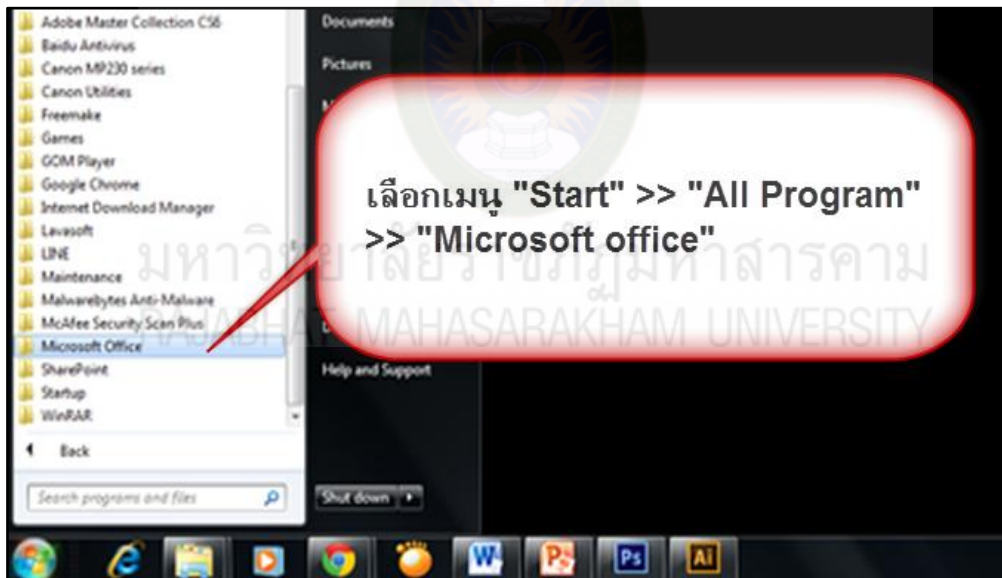 Adobe Master Collection CS6
Baidu Antivirus
Canon MP230 series
Canon Utilities
Freemake
Games
GOM Player
Google Chrome
Internet Download Manager
Lavasoft
LINE
Maintenance
Malwarebytes Anti-Malware
McAfee Security Scan Plus
Microsoft Office
SharePoint
Startup
WinRAR
Back
Search programs and files
Documents
Pictures
Help and Support
Shut down
เลือกเมนู "Start" >> "All Program"
>> "Microsoft office"
มหาวิทยาลัยราชภัฏมหาสารคาม
RAJABHAT MAHASARAKHAM UNIVERSITY
W
P
Ps
Ai